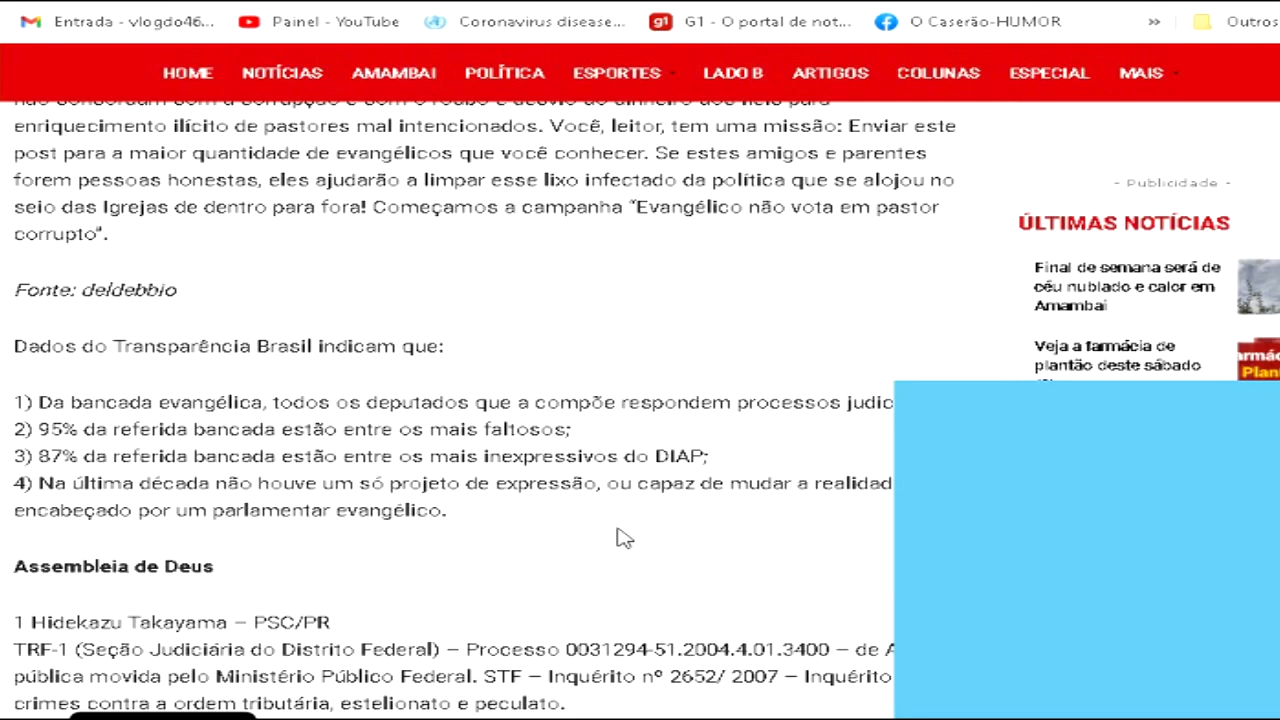 Entrada - vlogdo46... Painel - YouTube Coronavirus disease... G1 - O portal de not... O Caserão-HUMOR » Outros
HOME NOTÍCIAS AMAMBAI POLÍTICA ESPORTES LADO B ARTIGOS COLUNAS ESPECIAL MAIS
enriquecimento ilícito de pastores mal intencionados. Você, leitor, tem uma missão: Enviar este
post para a maior quantidade de evangélicos que você conhecer. Se estes amigos e parentes
forem pessoas honestas, eles ajudarão a limpar esse lixo infectado da política que se alojou no
seio das Igrejas de dentro para fora! Começamos a campanha “Evangélico não vota em pastor
corrupto”.
Fonte: deldebbio
Dados do Transparência Brasil indicam que:
1) Da bancada evangélica, todos os deputados que a compõe respondem processos judic
2) 95% da referida bancada estão entre os mais faltosos;
3) 87% da referida bancada estão entre os mais inexpressivos do DIAP;
4) Na última década não houve um só projeto de expressão, ou capaz de mudar a realidad
encabeçado por um parlamentar evangélico.
Assembleia de Deus
1 Hidekazu Takayama – PSC/PR
TRF-1 (Seção Judiciária do Distrito Federal) – Processo 0031294-51.2004.4.01.3400 – de A
pública movida pelo Ministério Público Federal. STF – Inquérito nº 2652/ 2007 – Inquérito
crimes contra a ordem tributária, estelionato e peculato.
- Publicidade -
ÚLTIMAS NOTÍCIAS
Final de semana será de
céu nublado e calor em
Amambai
Veja a farmácia de
plantão deste sábado
armác
Plan